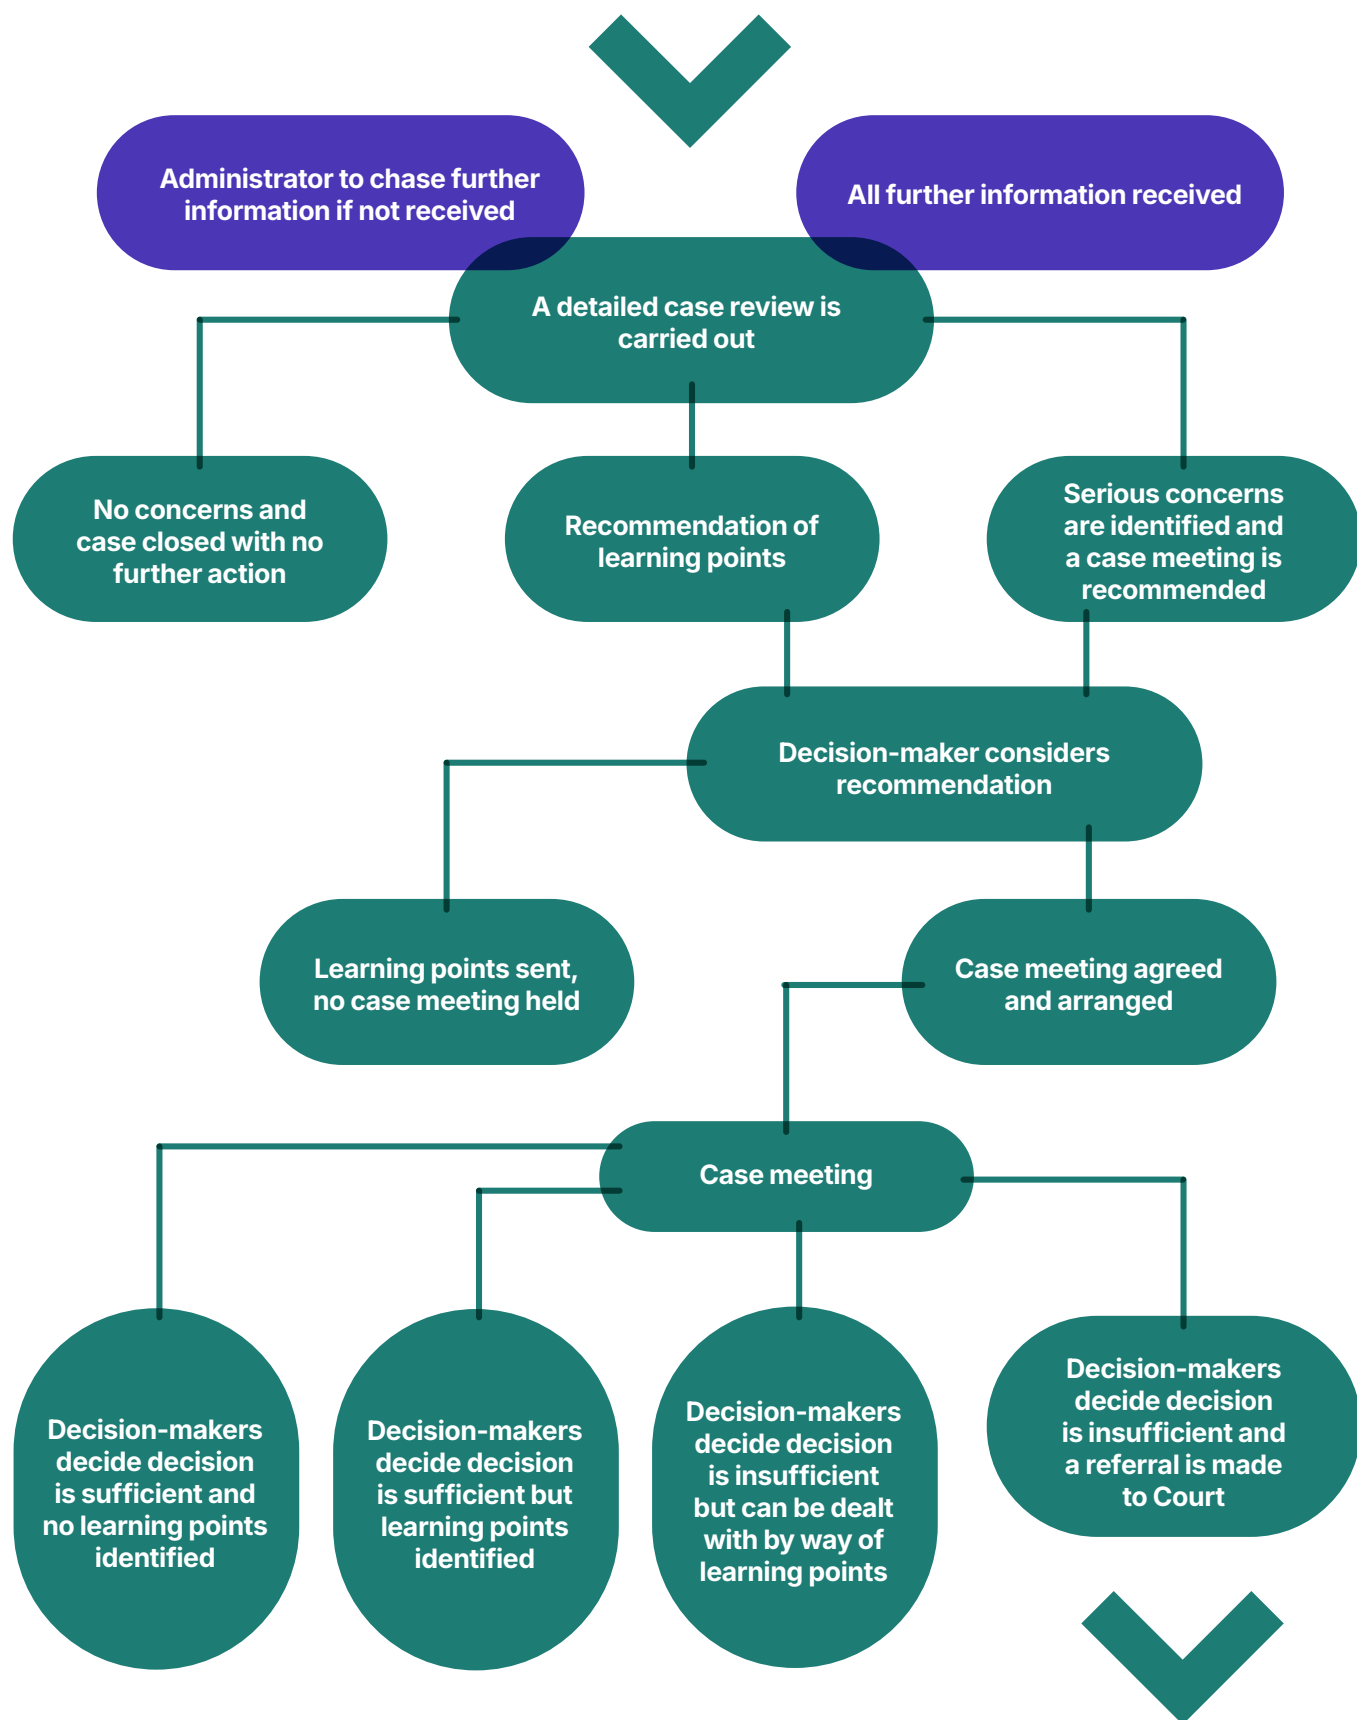 Administrator to chase further
information if not received
All further information received
A detailed case review is
carried out
No concerns and
case closed with no
further action
Recommendation of
learning points
Serious concerns
are identified and
a case meeting is
recommended
Decision-maker considers
recommendation
Learning points sent,
no case meeting held
Case meeting agreed
and arranged
Case meeting
Decision-makers
decide decision
is sufficient and
no learning points
identified
Decision-makers
decide decision
is sufficient but
learning points
identified
Decision-makers
decide decision
is insufficient
but can be dealt
with by way of
learning points
Decision-makers
decide decision
is insufficient and
a referral is made
to Court